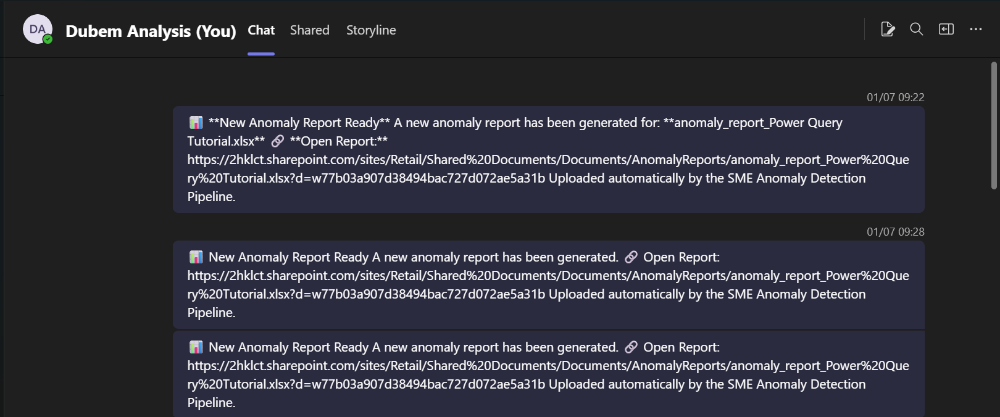 DA Dubem Analysis (You) Chat Shared Storyline
01/07 09:22
📊 **New Anomaly Report Ready** A new anomaly report has been generated for: **anomaly_report_Power Query
Tutorial.xlsx** 🔗 **Open Report:**
https://2hklct.sharepoint.com/sites/Retail/Shared%20Documents/Documents/AnomalyReports/anomaly_report_Power%20Que
ry%20Tutorial.xlsx?d=w77b03a907d38494bac727d072ae5a31b Uploaded automatically by the SME Anomaly Detection
Pipeline.
01/07 09:28
📊 New Anomaly Report Ready A new anomaly report has been generated. 🔗 Open Report:
https://2hklct.sharepoint.com/sites/Retail/Shared%20Documents/Documents/AnomalyReports/anomaly_report_Power%20Que
ry%20Tutorial.xlsx?d=w77b03a907d38494bac727d072ae5a31b Uploaded automatically by the SME Anomaly Detection
Pipeline.
📊 New Anomaly Report Ready A new anomaly report has been generated. 🔗 Open Report:
https://2hklct.sharepoint.com/sites/Retail/Shared%20Documents/Documents/AnomalyReports/anomaly_report_Power%20Que
ry%20Tutorial.xlsx?d=w77b03a907d38494bac727d072ae5a31b Uploaded automatically by the SME Anomaly Detection
Pipeline.